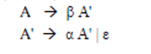 A → β A'
A' → α A' | ε